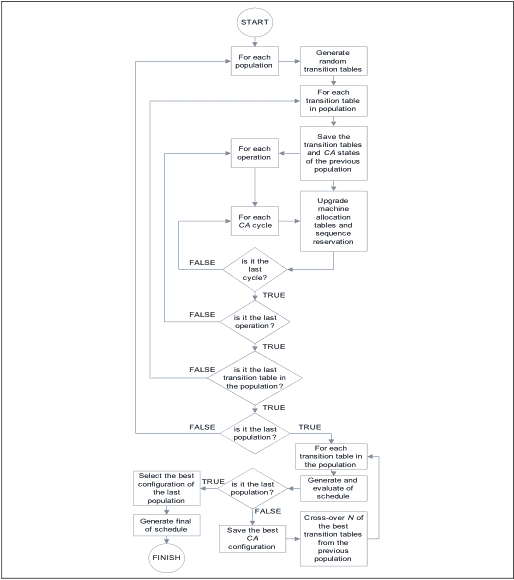 START
For each
population
Generate
random
transition tables
For each
transition table
in population
Save the
transition tables
and CA states
of the previous
population
For each
operation
Upgrade
machine
allocation
tables and
sequence
reservation
For each
CA cycle
is it the
last
cycle?
FALSE
TRUE
is it the last
operation?
FALSE
TRUE
is it the last
transition table in
the population?
FALSE
TRUE
is it the last
population?
FALSE
TRUE
For each
transition table in
the population
Generate and
evaluate of
schedule
is it the last
population?
TRUE
FALSE
Select the best
configuration of
the last
population
Generate final
of schedule
FINISH
Save the best
CA
configuration
Cross-over N of
the best
transition tables
from the
previous
population